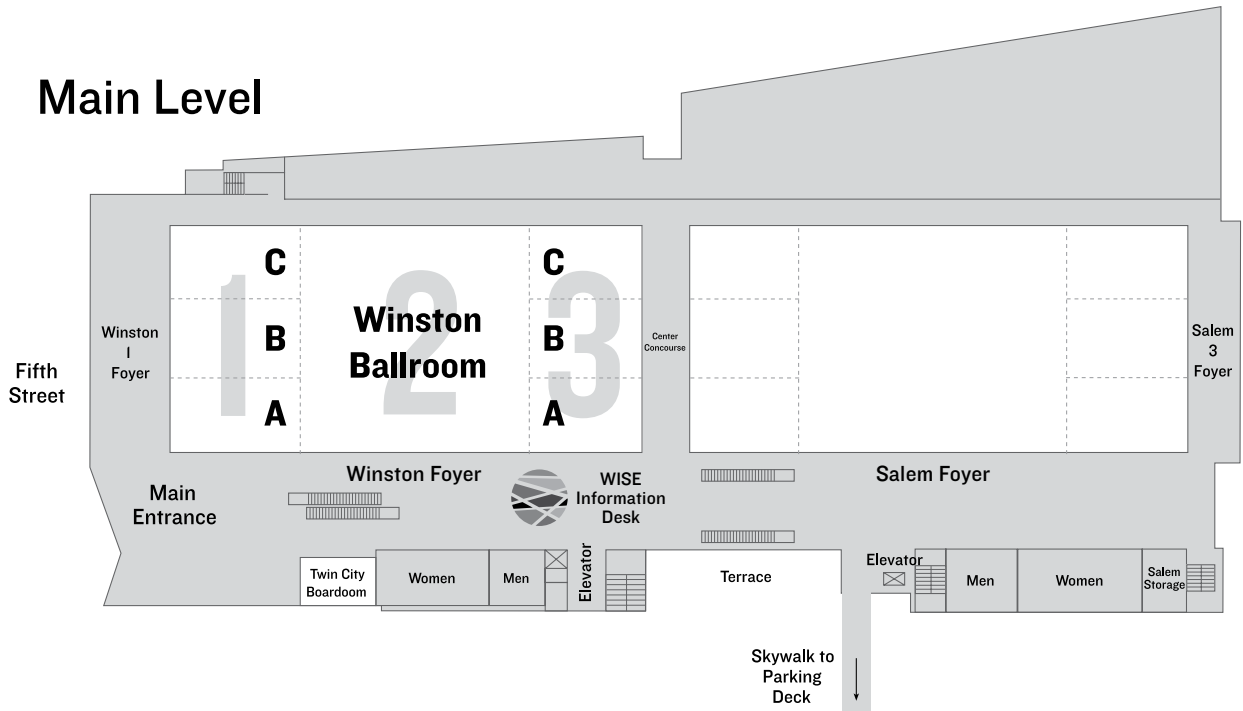 Main Level
C
C
1
2
3
Winston
Ballroom
B
B
A
A
Winston
I
Foyer
Center
Concourse
Salem
3
Foyer
Fifth
Street
Winston Foyer
WISE
Information
Desk
Salem Foyer
Main
Entrance
Twin City
Boardoom
Women
Men
Elevator
Terrace
Elevator
Men
Women
Salem
Storage
Skywalk to
Parking
Deck